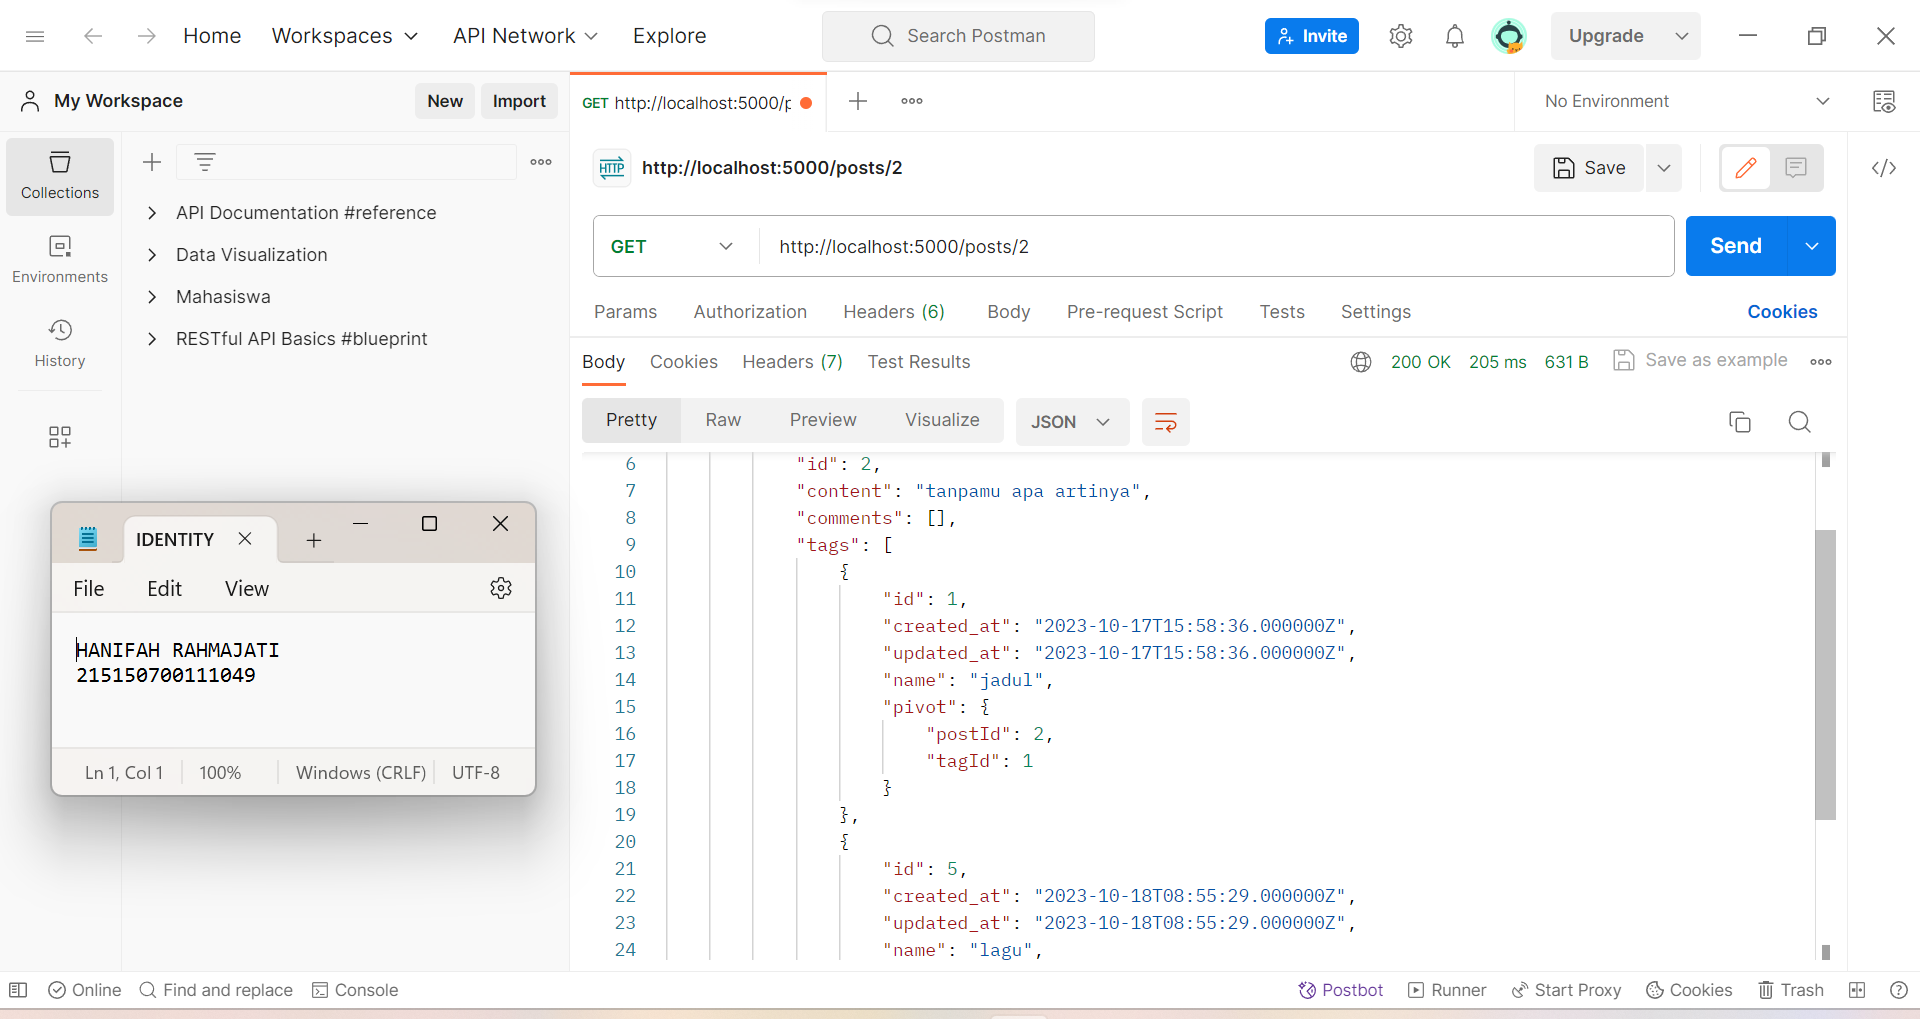 Home Workspaces API Network Explore Search Postman Invite Upgrade
My Workspace New Import GET http://localhost:5000/p No Environment
HTTP http://localhost:5000/posts/2 Save
Collections
Environments
History
API Documentation #reference
Data Visualization
Mahasiswa
RESTful API Basics #blueprint
GET http://localhost:5000/posts/2 Send
Params Authorization Headers (6) Body Pre-request Script Tests Settings Cookies
Body Cookies Headers (7) Test Results 200 OK 205 ms 631 B Save as example
Pretty Raw Preview Visualize JSON
6 "id": 2,
7 "content": "tanpamu apa artinya",
8 "comments": [],
9 "tags": [
10 {
11 "id": 1,
12 "created_at": "2023-10-17T15:58:36.000000Z",
13 "updated_at": "2023-10-17T15:58:36.000000Z",
14 "name": "jadul",
15 "pivot": {
16 "postId": 2,
17 "tagId": 1
18 }
19 },
20 {
21 "id": 5,
22 "created_at": "2023-10-18T08:55:29.000000Z",
23 "updated_at": "2023-10-18T08:55:29.000000Z",
24 "name": "lagu",
IDENTITY
File Edit View
HANIFAH RAHMAJATI
215150700111049
Ln 1, Col 1 100% Windows (CRLF) UTF-8
Online Find and replace Console Postbot Runner Start Proxy Cookies Trash